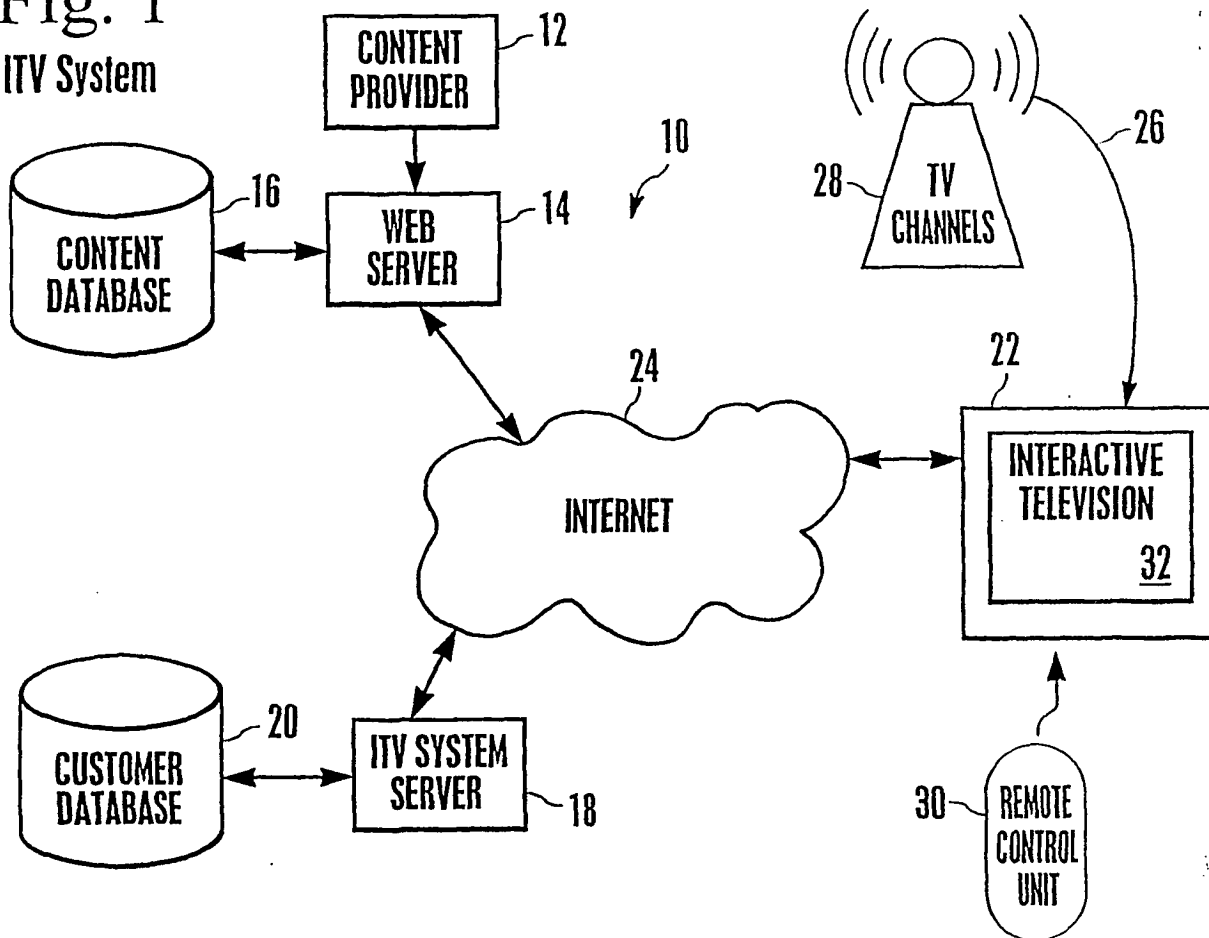 Fig. 1
ITV System
CONTENT
PROVIDER
12
CONTENT
DATABASE
16
WEB
SERVER
14
10
28
TV
CHANNELS
26
24
INTERNET
22
INTERACTIVE
TELEVISION
32
CUSTOMER
DATABASE
20
ITV SYSTEM
SERVER
18
30
REMOTE
CONTROL
UNIT